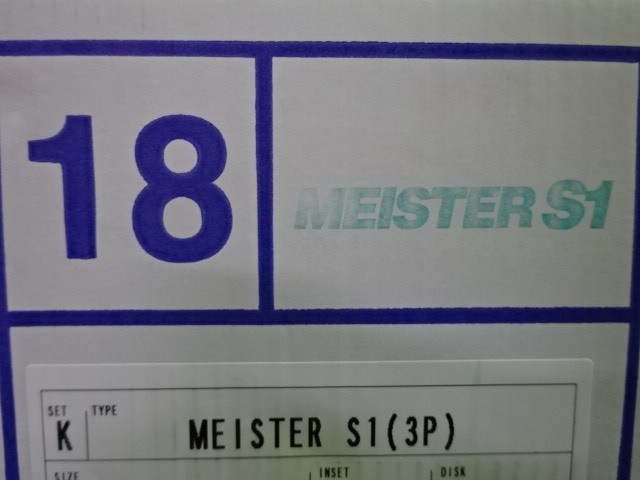 18
MEISTER S1
SET TYPE
K MEISTER S1(3P)
SIZE INSET DISK